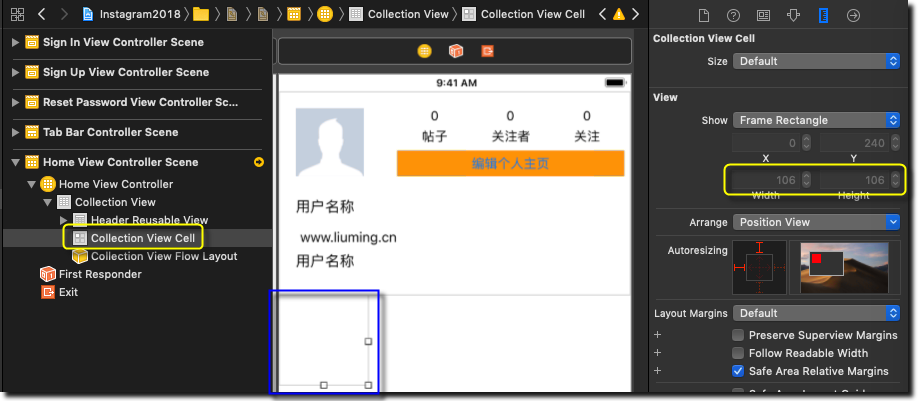 Instagram2018
Collection View
Collection View Cell
Sign In View Controller Scene
Sign Up View Controller Scene
Reset Password View Controller Sc...
Tab Bar Controller Scene
Home View Controller Scene
Home View Controller
Collection View
Header Reusable View
Collection View Cell
Collection View Flow Layout
First Responder
Exit
9:41 AM
0 0 0
帖子 关注者 关注
编辑个人主页
用户名称
www.liuming.cn
用户名称
Collection View Cell
Size Default
View
Show Frame Rectangle
0 240
X Y
106 106
Width Height
Arrange Position View
Autoresizing
Layout Margins Default
Preserve Superview Margins
Follow Readable Width
Safe Area Relative Margins